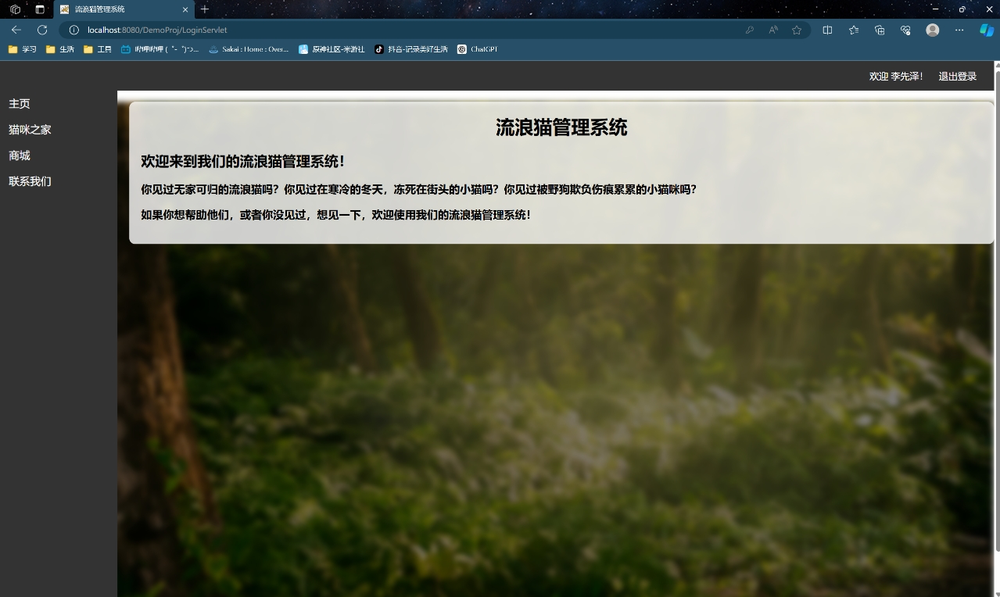 流浪猫管理系统
localhost:8080/DemoProj/LoginServlet
学习 生活 工具 哔哩哔哩 (゜-゜)つ... Sakai : Home : Over... 原神社区-米游社 抖音-记录美好生活 ChatGPT
欢迎 李先泽！ 退出登录
主页
猫咪之家
商城
联系我们
流浪猫管理系统
欢迎来到我们的流浪猫管理系统！
你见过无家可归的流浪猫吗？你见过在寒冷的冬天，冻死在街头的小猫吗？你见过被野狗欺负伤痕累累的小猫咪吗？
如果你想帮助他们，或者你没见过，想见一下，欢迎使用我们的流浪猫管理系统！